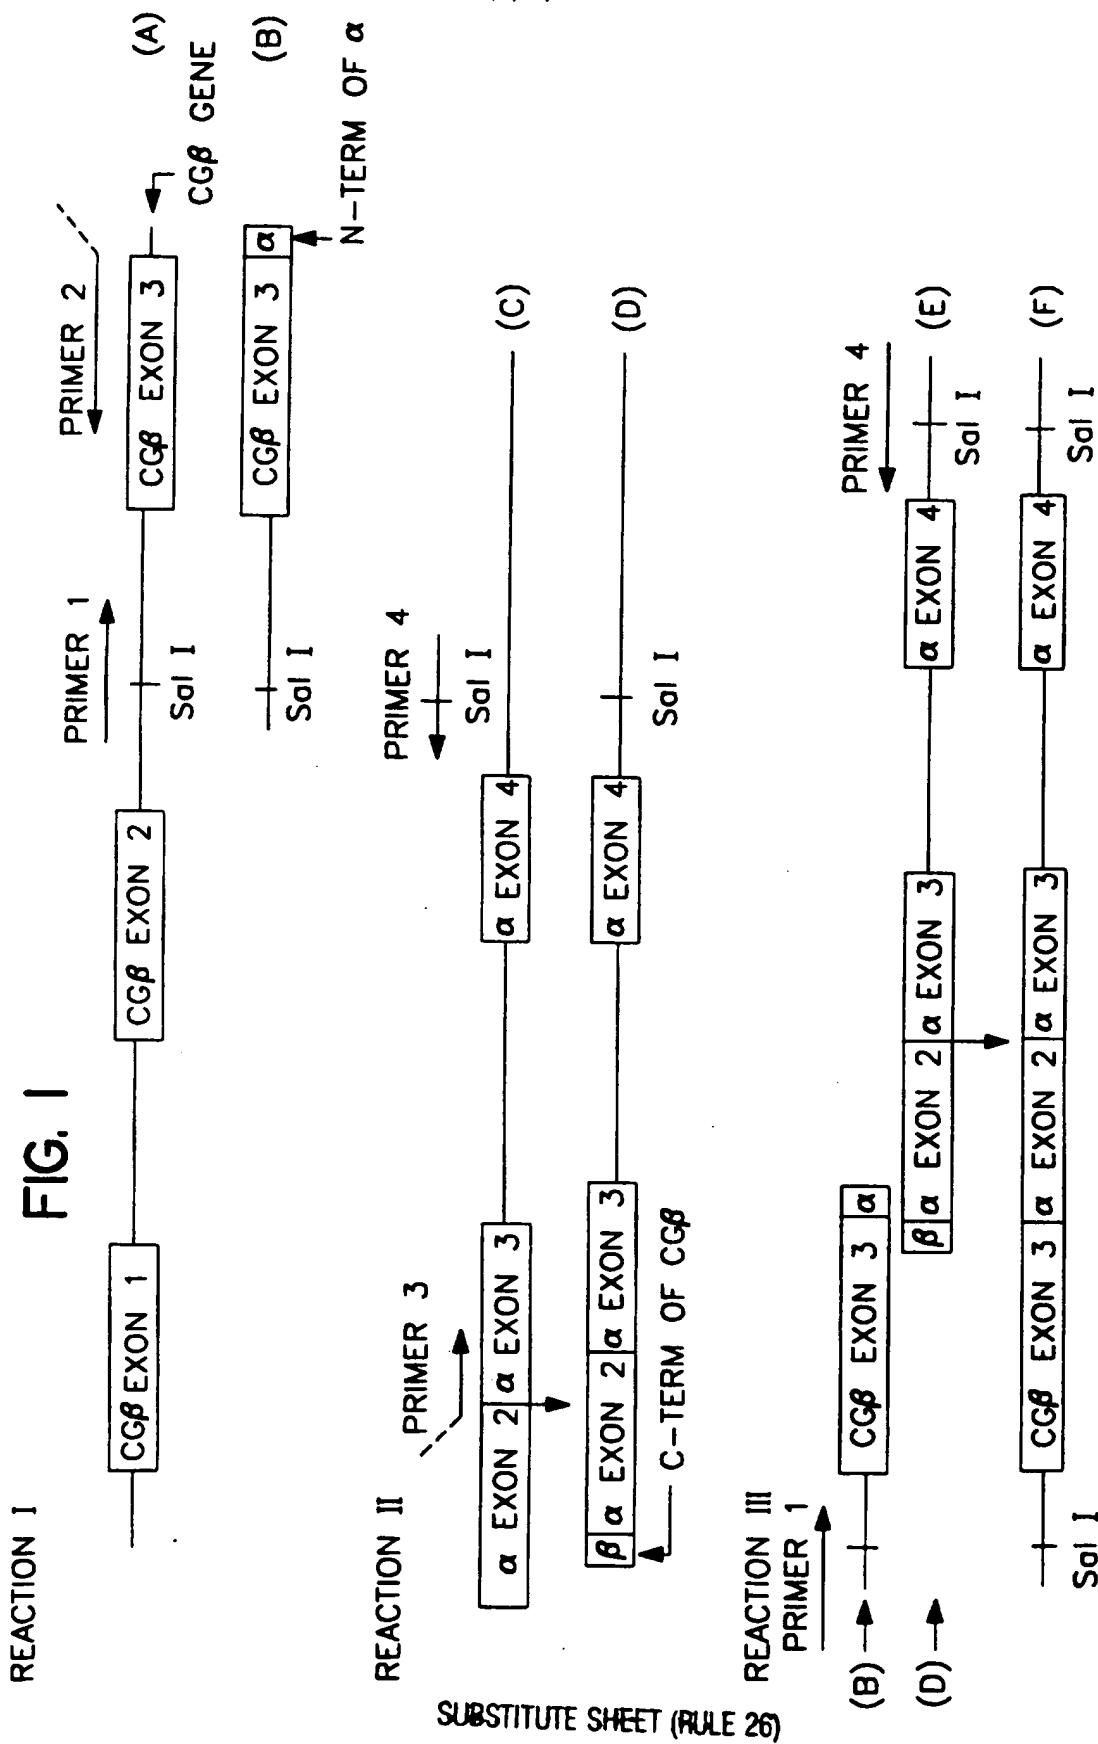 FIG. 1
REACTION I
PRIMER 1
PRIMER 2
CGβ EXON 1
CGβ EXON 2
CGβ EXON 3
(A)
Sal I
CGβ GENE
CGβ EXON 3
α
(B)
Sal I
N-TERM OF α
REACTION II
PRIMER 3
PRIMER 4
Sal I
α EXON 2
α EXON 3
α EXON 4
(C)
β
α EXON 2
α EXON 3
α EXON 4
(D)
Sal I
C-TERM OF CGβ
REACTION III
PRIMER 1
PRIMER 4
(B)
CGβ EXON 3
α
(D)
β
α EXON 2
α EXON 3
α EXON 4
(E)
Sal I
CGβ EXON 3
α EXON 2
α EXON 3
α EXON 4
(F)
Sal I
Sal I
SUBSTITUTE SHEET (RULE 26)